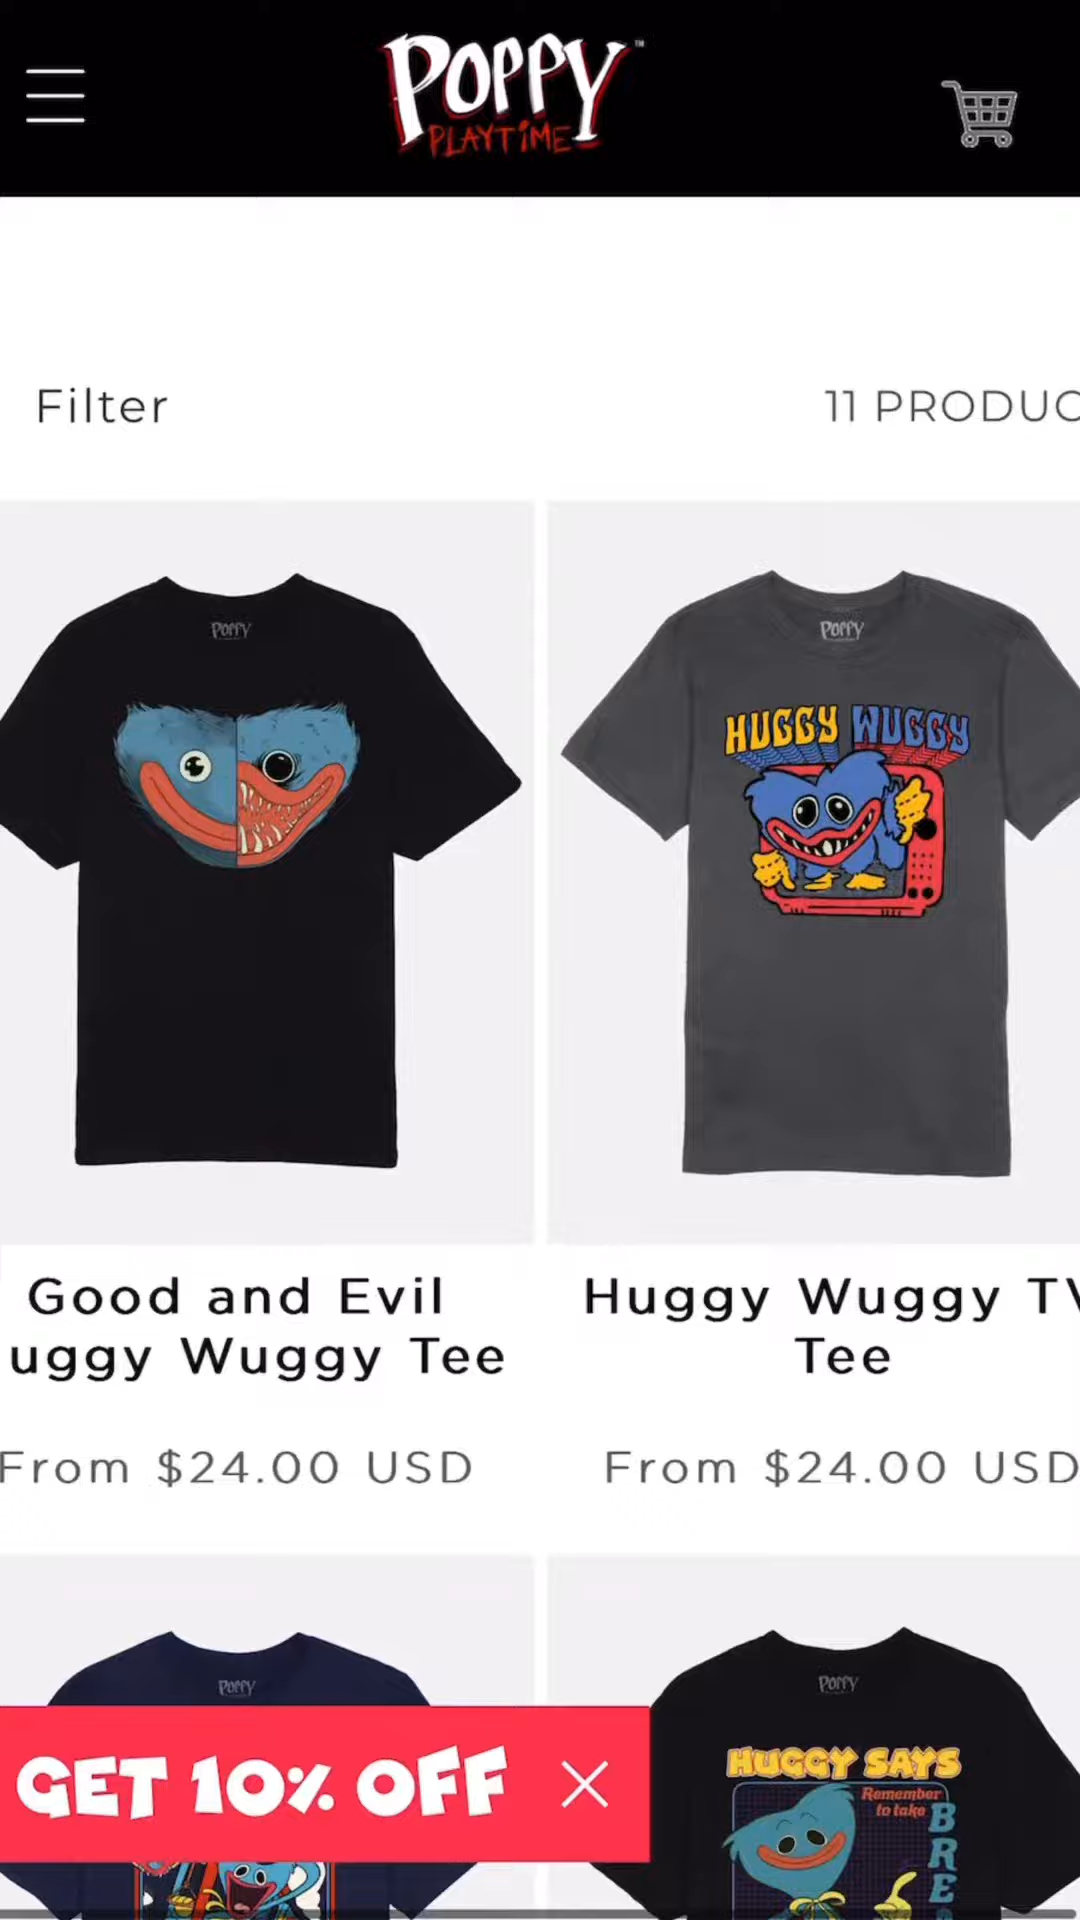 POPPY
PLAYTIME
™
Filter
11 PRODUC
POPPY
POPPY
HUGGY WUGGY
Good and Evil
uggy Wuggy Tee
Huggy Wuggy TV
Tee
From $24.00 USD
From $24.00 USD
POPPY
POPPY
GET 10% OFF
HUGGY SAYS
Remember
to take
B
R
E